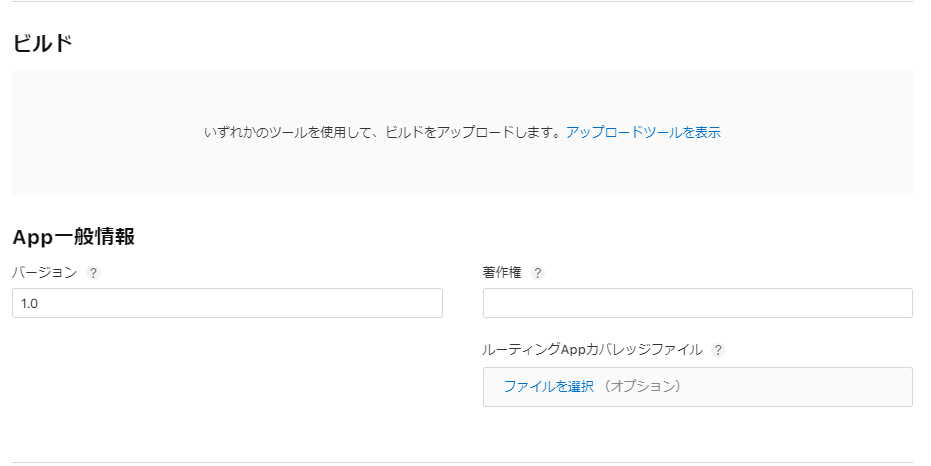 ビルド
いずれかのツールを使用して、ビルドをアップロードします。アップロードツールを表示
App一般情報
バージョン ?
著作権 ?
1.0
ルーティングAppカバレッジファイル ?
ファイルを選択 (オプション)